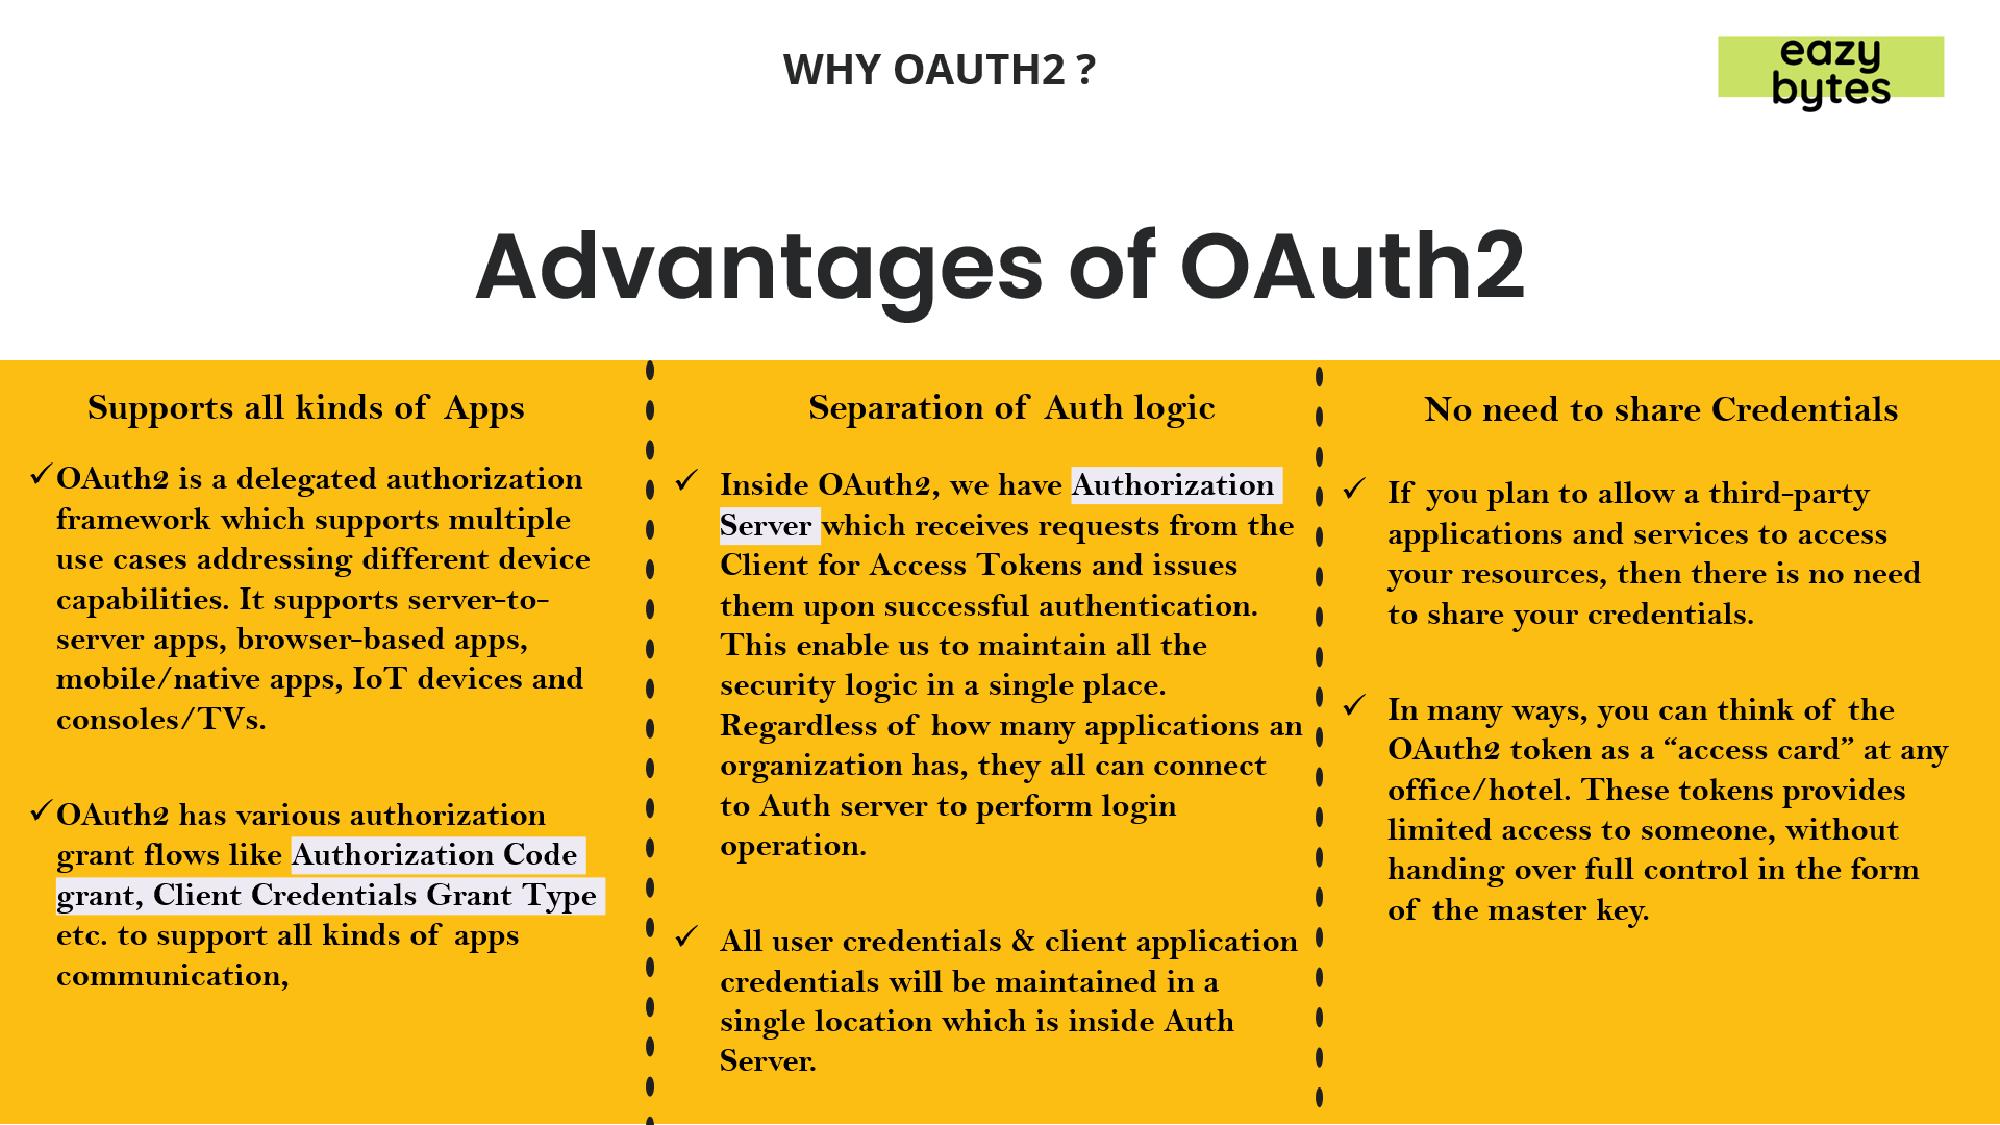 WHY OAUTH2 ?
eazy
bytes
Advantages of OAuth2
Supports all kinds of Apps
✓OAuth2 is a delegated authorization
framework which supports multiple
use cases addressing different device
capabilities. It supports server-to-
server apps, browser-based apps,
mobile/native apps, IoT devices and
consoles/TVs.
✓OAuth2 has various authorization
grant flows like Authorization Code
grant, Client Credentials Grant Type
etc. to support all kinds of apps
communication,
Separation of Auth logic
✓ Inside OAuth2, we have Authorization
Server which receives requests from the
Client for Access Tokens and issues
them upon successful authentication.
This enable us to maintain all the
security logic in a single place.
Regardless of how many applications an
organization has, they all can connect
to Auth server to perform login
operation.
✓ All user credentials & client application
credentials will be maintained in a
single location which is inside Auth
Server.
No need to share Credentials
✓ If you plan to allow a third-party
applications and services to access
your resources, then there is no need
to share your credentials.
✓ In many ways, you can think of the
OAuth2 token as a “access card” at any
office/hotel. These tokens provides
limited access to someone, without
handing over full control in the form
of the master key.